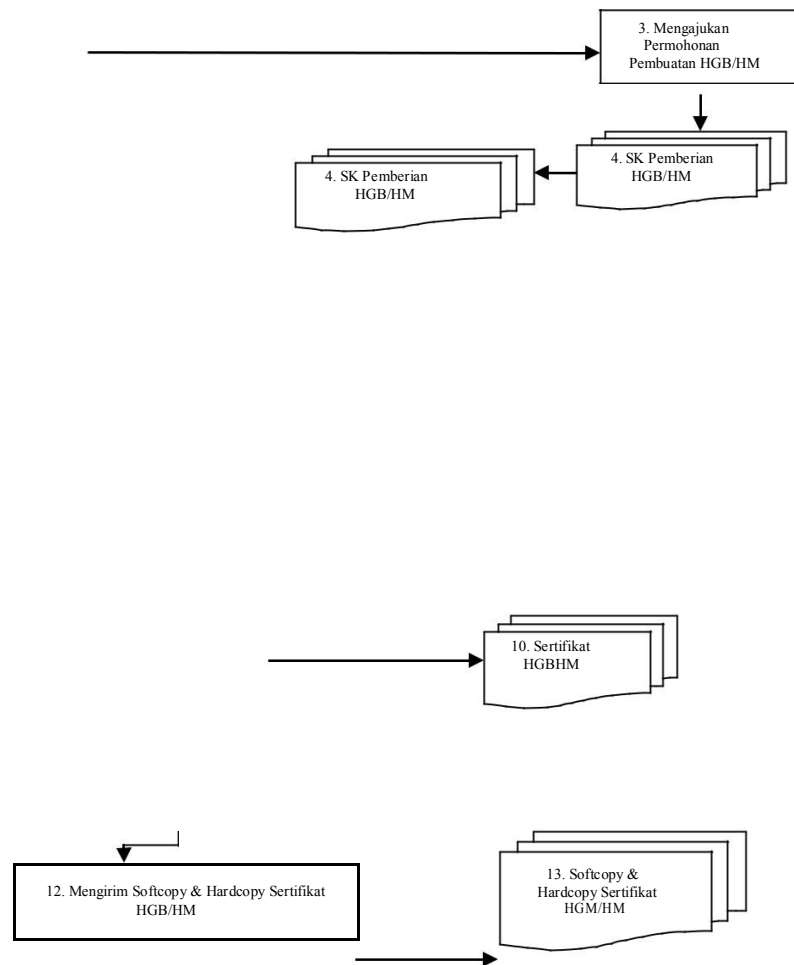 3. Mengajukan
Permohonan
Pembuatan HGB/HM
4. SK Pemberian
HGB/HM
4. SK Pemberian
HGB/HM
10. Sertifikat
HGBHM
12. Mengirim Softcopy & Hardcopy Sertifikat
HGB/HM
13. Softcopy &
Hardcopy Sertifikat
HGM/HM